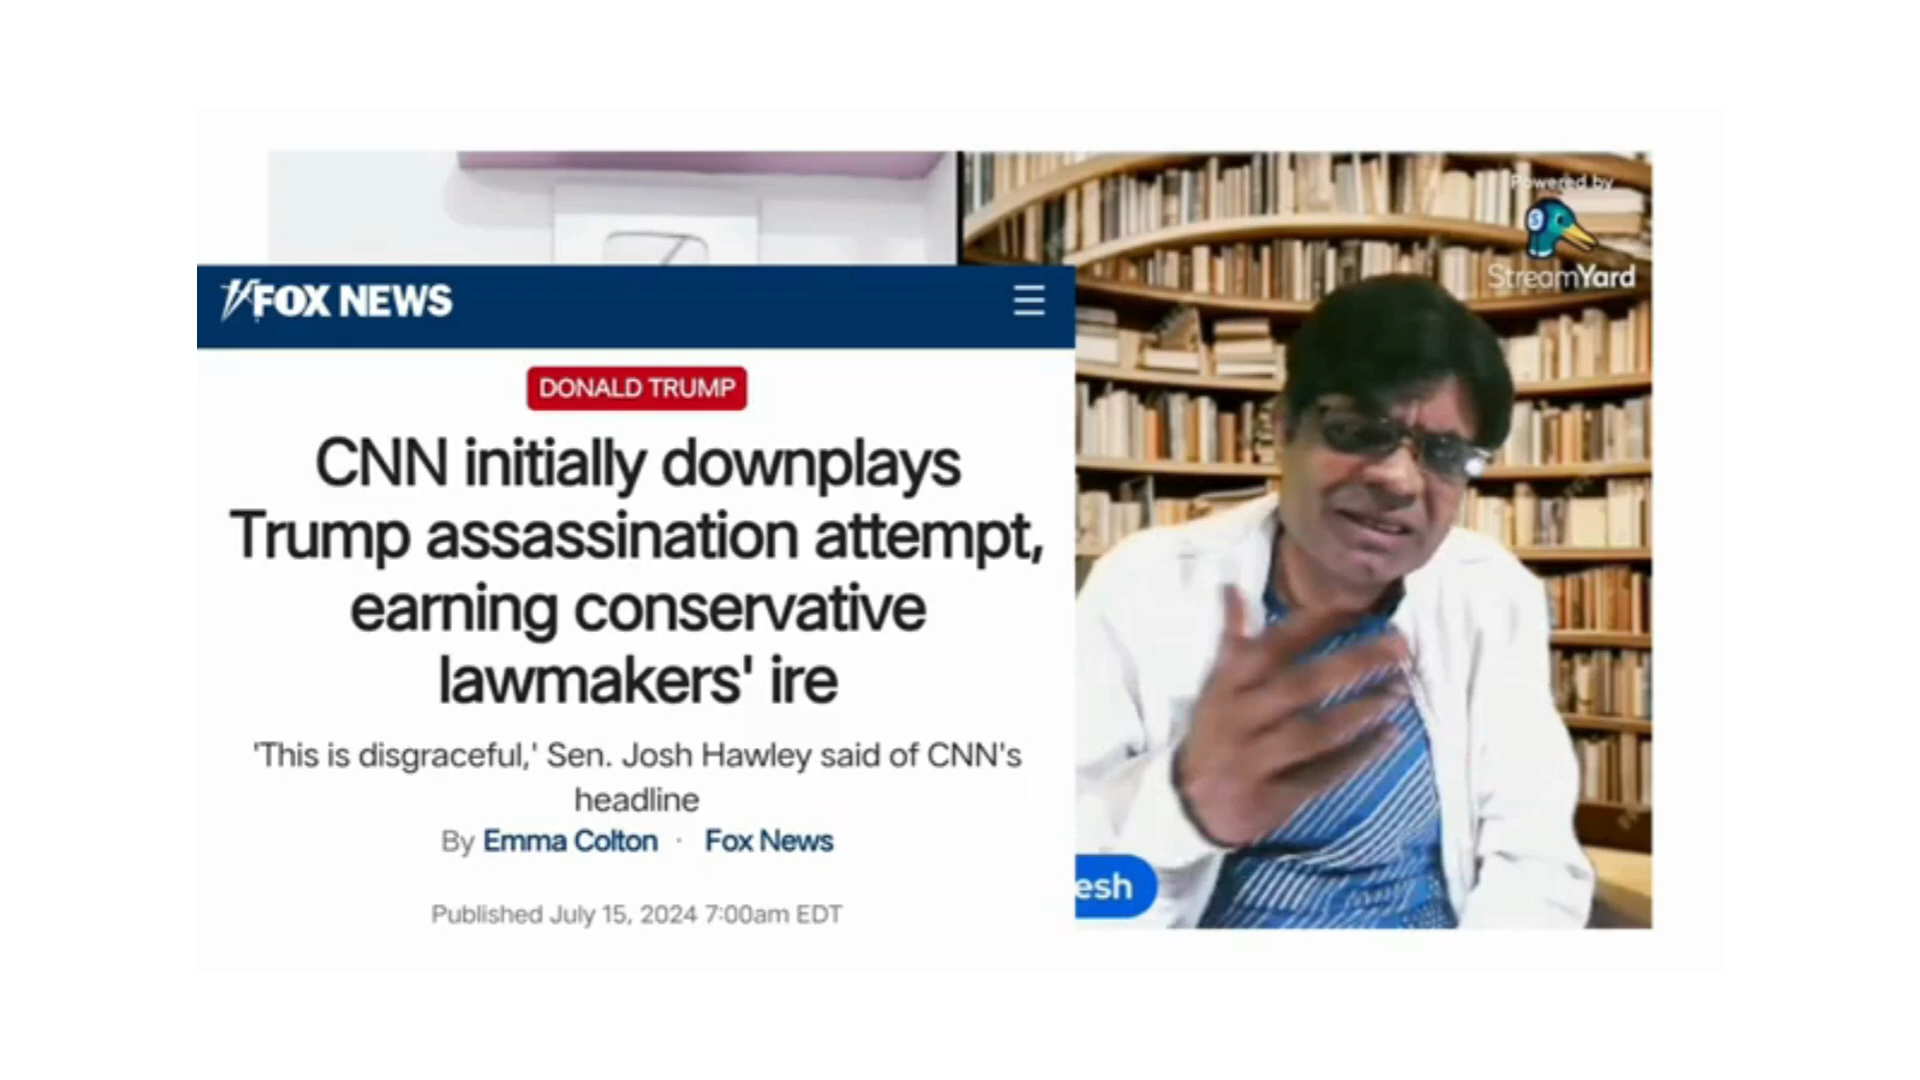 Powered by
StreamYard
FOX NEWS
DONALD TRUMP
CNN initially downplays
Trump assassination attempt,
earning conservative
lawmakers' ire
'This is disgraceful,' Sen. Josh Hawley said of CNN's
headline
By Emma Colton · Fox News
Published July 15, 2024 7:00am EDT
esh